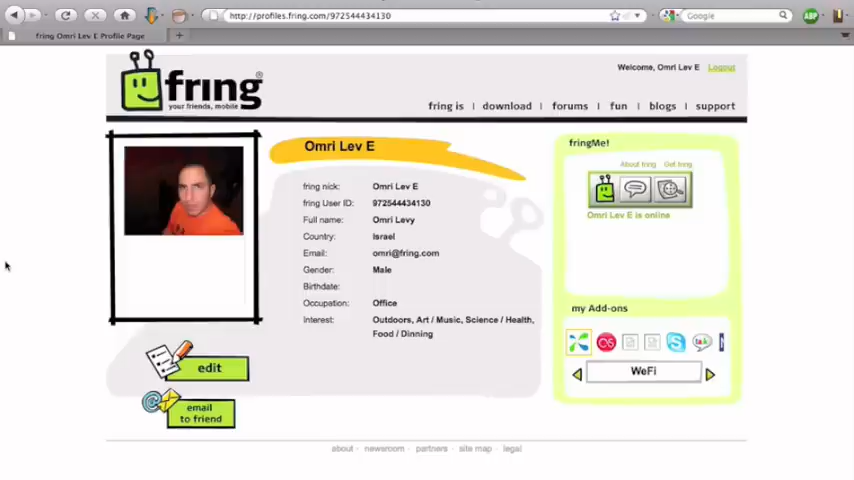 http://profiles.fring.com/972544434130
Google
ABP
fring Omri Lev E Profile Page
fring®
your friends, mobile
Welcome, Omri Lev E Logout
fring is | download | forums | fun | blogs | support
Omri Lev E
fring nick: Omri Lev E
fring User ID: 972544434130
Full name: Omri Levy
Country: Israel
Email: omri@fring.com
Gender: Male
Birthdate:
Occupation: Office
Interest: Outdoors, Art / Music, Science / Health,
Food / Dinning
edit
email
to friend
fringMe!
About fring Get fring
Omri Lev E is online
my Add-ons
talk
WeFi
about - newsroom - partners - site map - legal